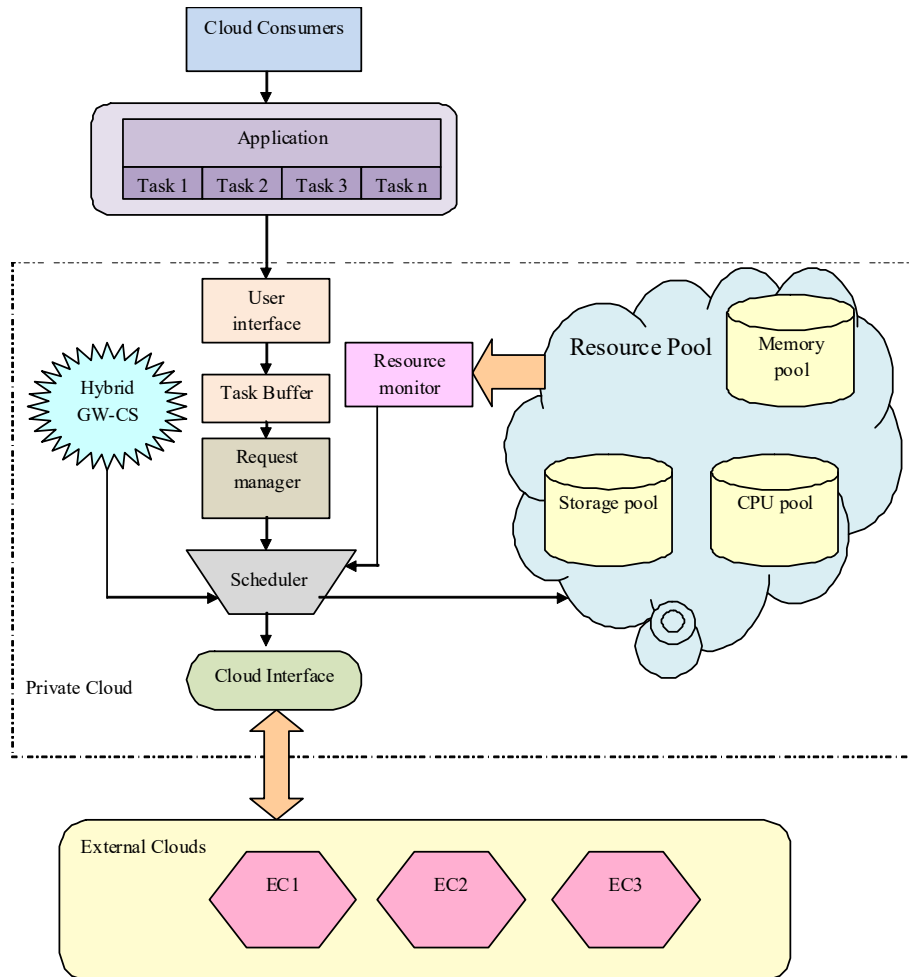 Cloud Consumers
Application
Task 1
Task 2
Task 3
Task n
User
interface
Resource Pool
Memory
pool
Hybrid
GW-CS
Task Buffer
Resource
monitor
Request
manager
Storage pool
CPU pool
Scheduler
Cloud Interface
Private Cloud
External Clouds
EC1
EC2
EC3